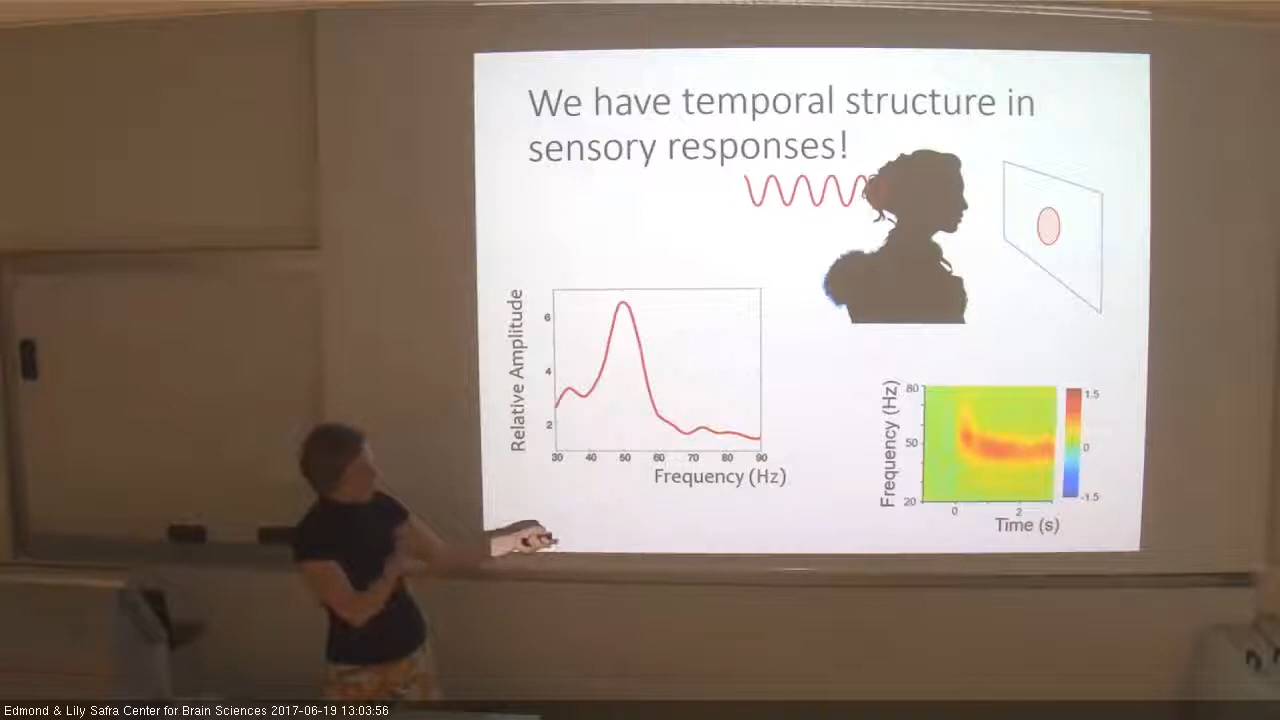 We have temporal structure in
sensory responses!
Relative Amplitude
6
4
2
30 40 50 60 70 80 90
Frequency (Hz)
Frequency (Hz)
80
50
20
0 2
Time (s)
1.5
0
-1.5
Edmond & Lily Safra Center for Brain Sciences 2017-06-19 13:03:56